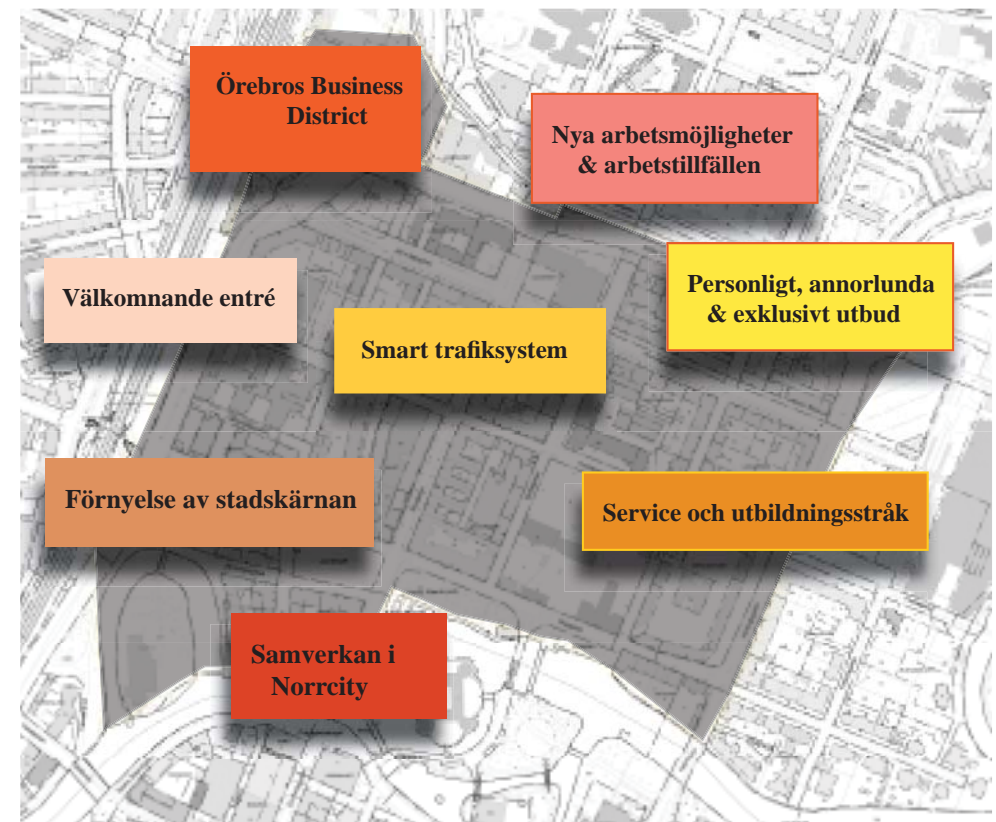 Örebros Business
District
Nya arbetsmöjligheter
& arbetstillfällen
Personligt, annorlunda
& exklusivt utbud
Välkomnande entré
Smart trafiksystem
Förnyelse av stadskärnan
Service och utbildningsstråk
Samverkan i
Norrcity